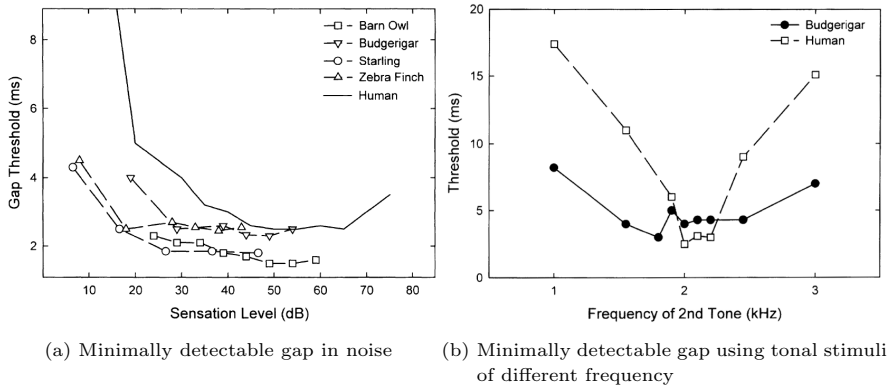 Gap Threshold (ms)
8
6
4
2
10 20 30 40 50 60 70 80
Sensation Level (dB)
Barn Owl
Budgerigar
Starling
Zebra Finch
Human
(a) Minimally detectable gap in noise
Threshold (ms)
20
15
10
5
0
1 2 3
Frequency of 2nd Tone (kHz)
Budgerigar
Human
(b) Minimally detectable gap using tonal stimuli
of different frequency